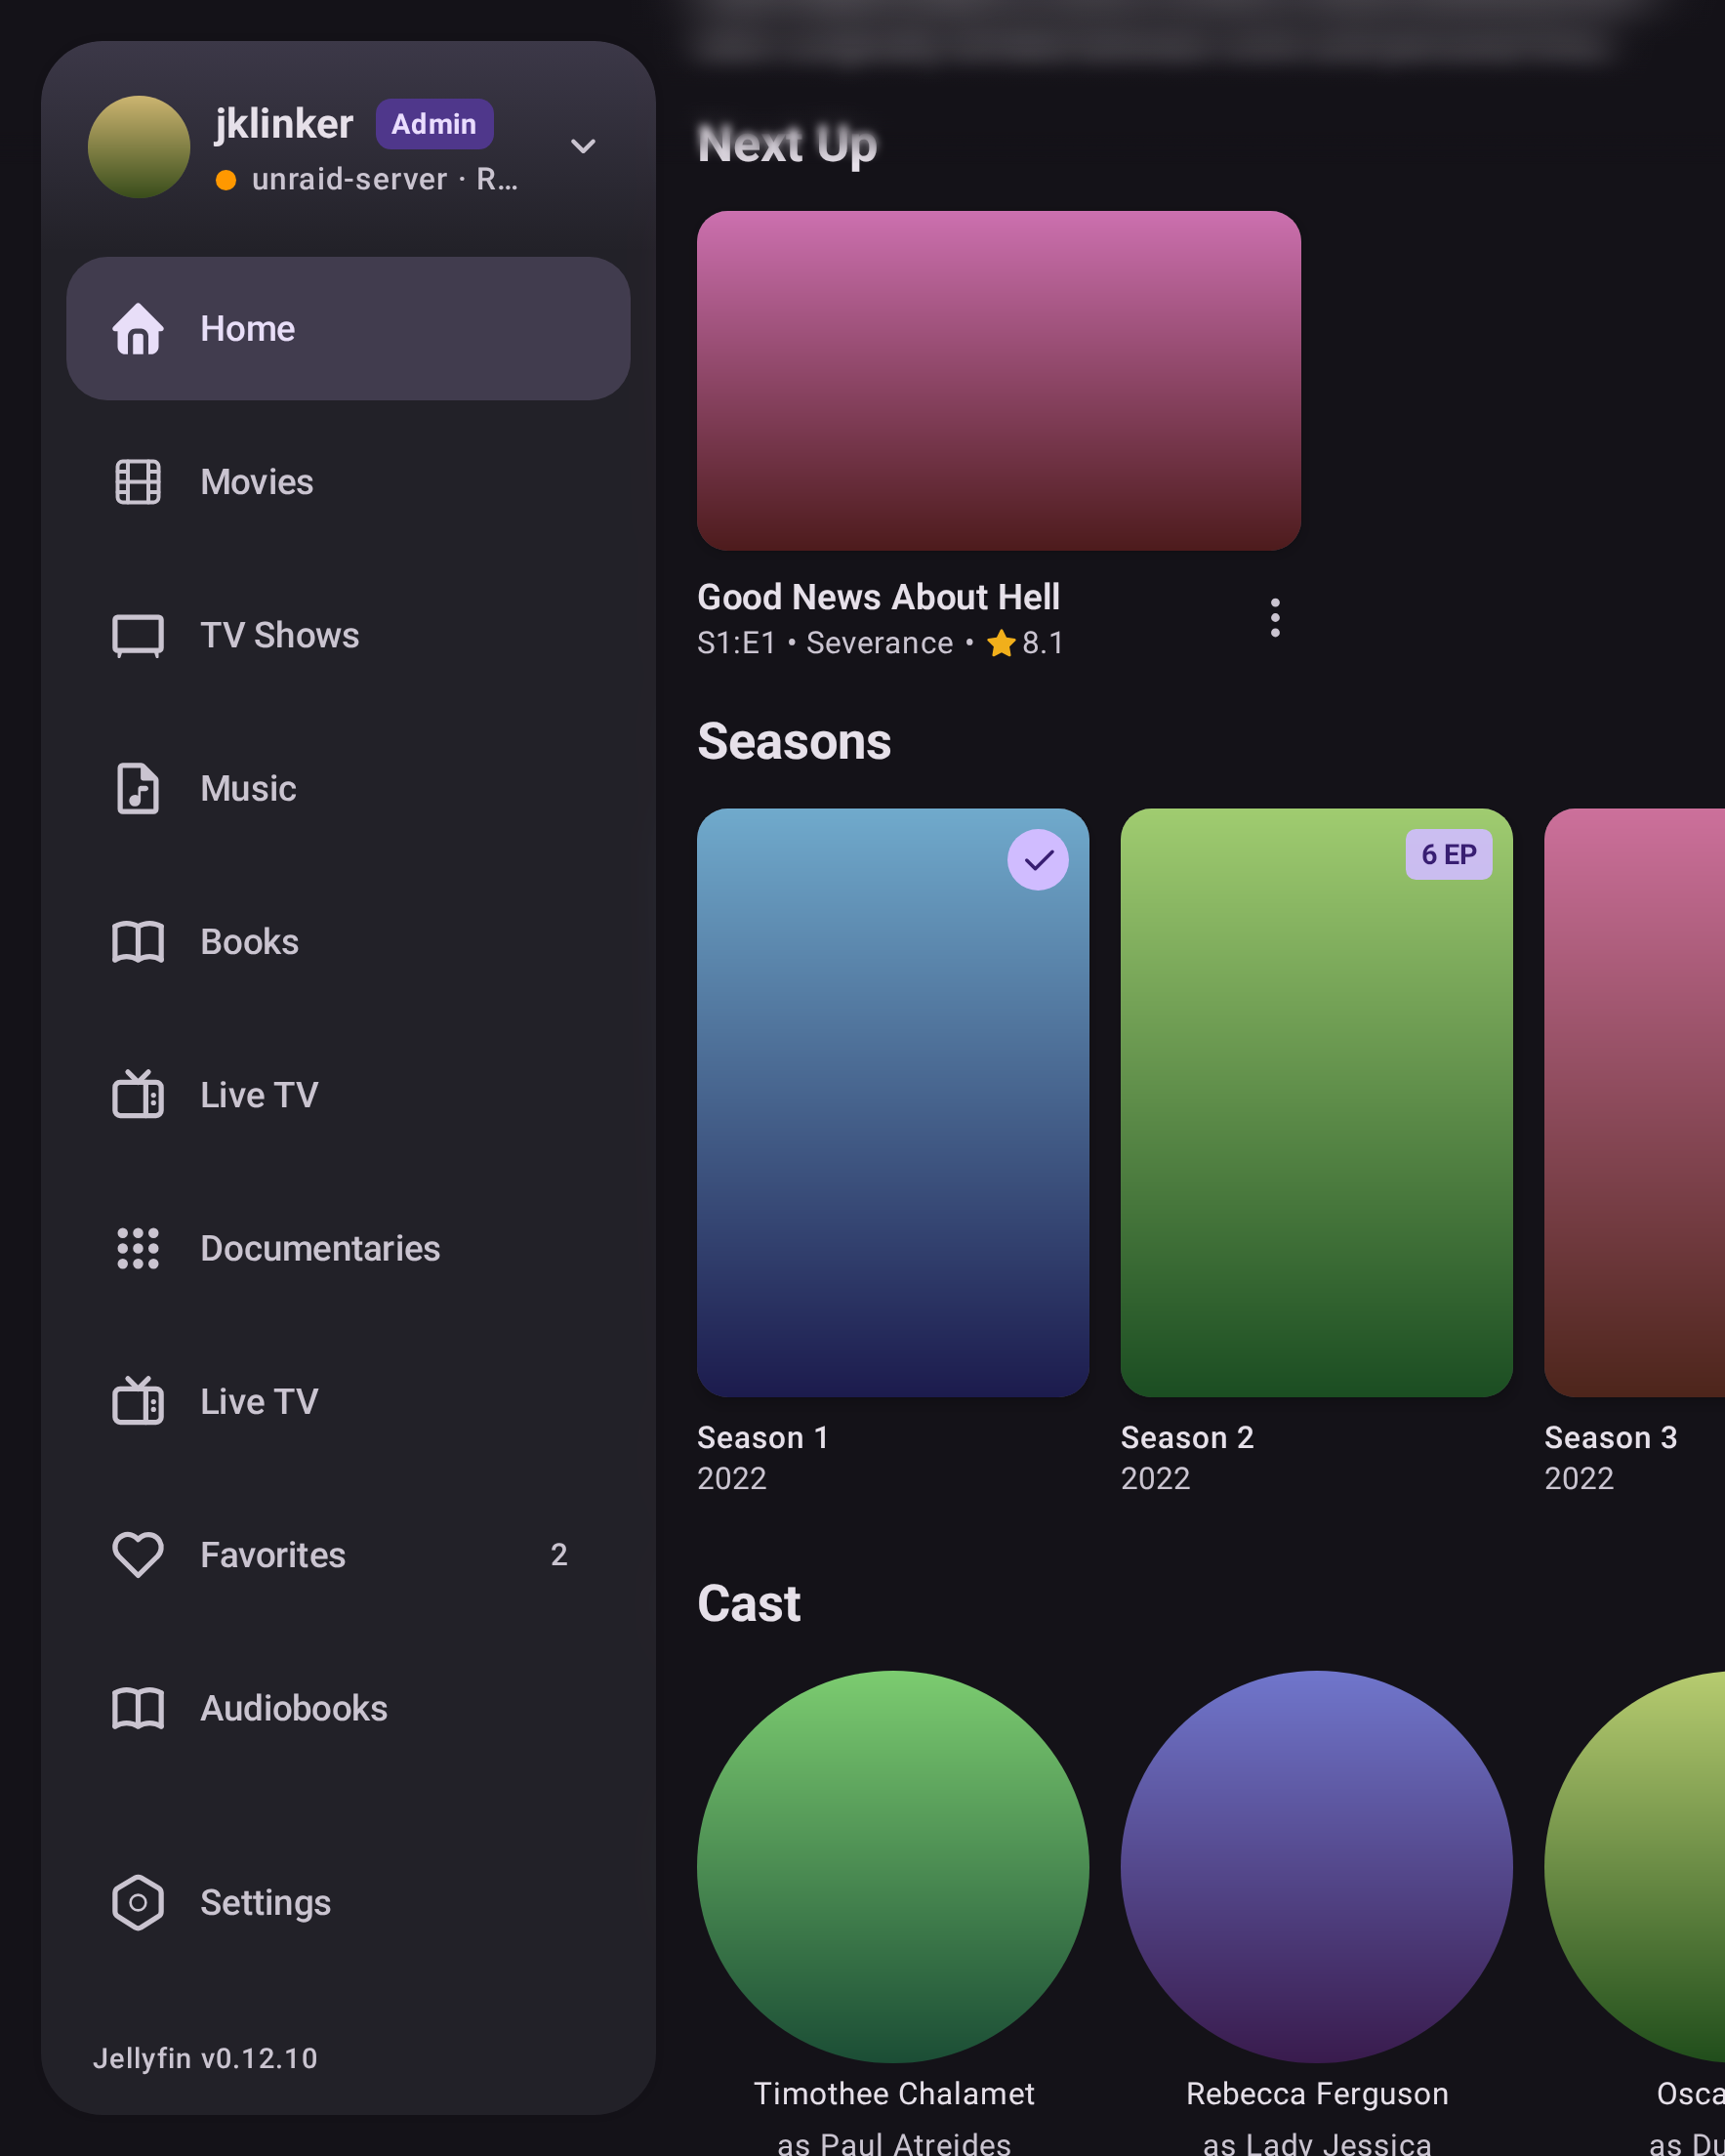 jklinker
Admin
unraid-server · R...
Home
Movies
TV Shows
Music
Books
Live TV
Documentaries
Live TV
Favorites
2
Audiobooks
Settings
Jellyfin v0.12.10
Next Up
Good News About Hell
S1:E1 • Severance • 8.1
Seasons
6 EP
Season 1
2022
Season 2
2022
Season 3
2022
Cast
Timothee Chalamet
as Paul Atreides
Rebecca Ferguson
as Lady Jessica
Osca
as Du